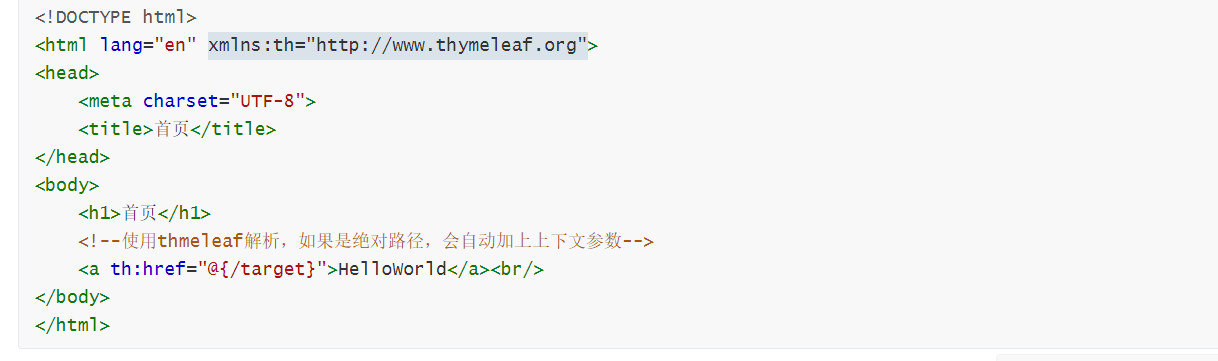 <!DOCTYPE html>
<html lang="en" xmlns:th="http://www.thymeleaf.org">
<head>
    <meta charset="UTF-8">
    <title>首页</title>
</head>
<body>
    <h1>首页</h1>
    <!--使用thmeleaf解析，如果是绝对路径，会自动加上上下文参数-->
    <a th:href="@{/target}">HelloWorld</a><br/>
</body>
</html>